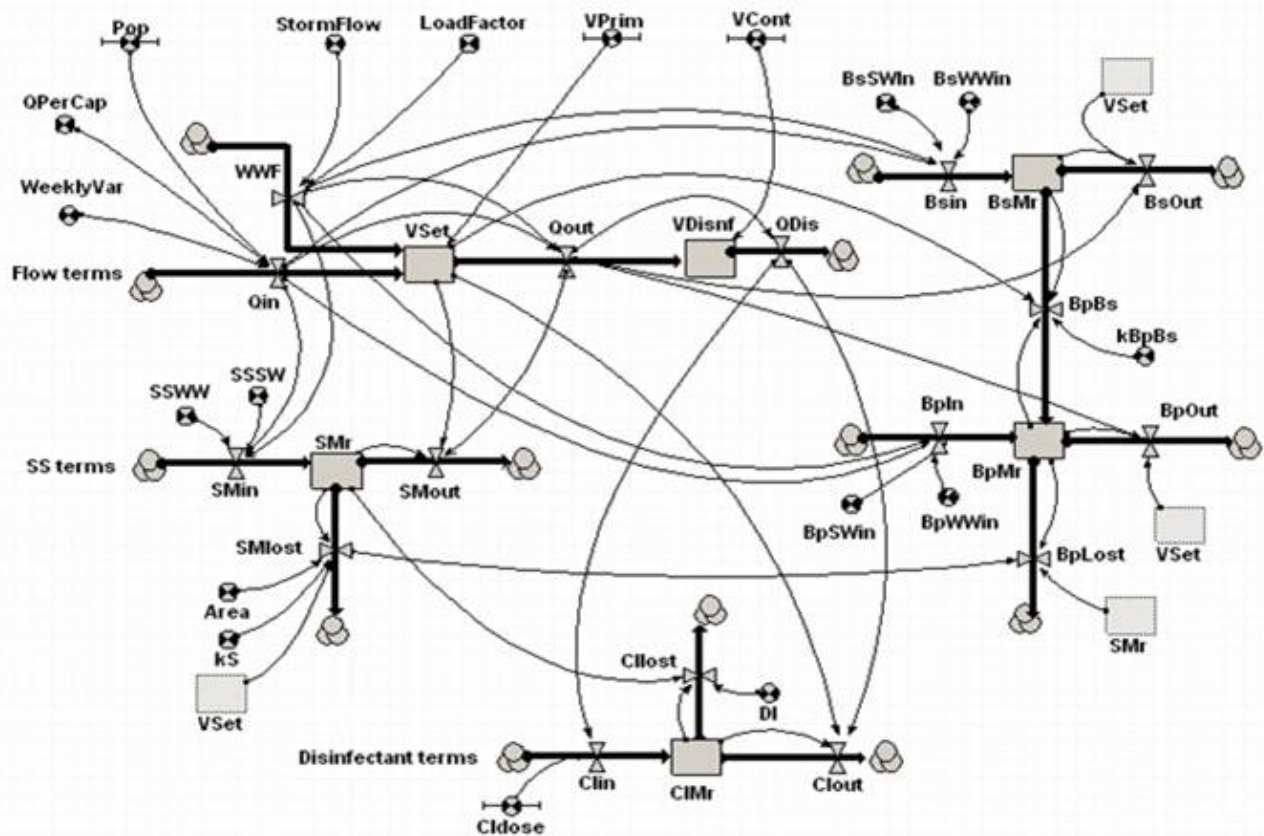 Pop
StormFlow
LoadFactor
VPrim
VCont
BsSWIn
BsWWin
VSet
QPerCap
WWF
WeeklyVar
VSet
Qout
VDisnf
QDis
Bsin
BsMr
BsOut
Flow terms
Qin
BpBs
kBpBs
SSWW
SSSW
BpIn
BpOut
SS terms
SMin
SMr
SMout
BpMr
BpSWin
BpWWin
VSet
SMlost
BpLost
Area
kS
SMr
VSet
Cllost
DI
Disinfectant terms
Clin
ClMr
Clout
Cldose